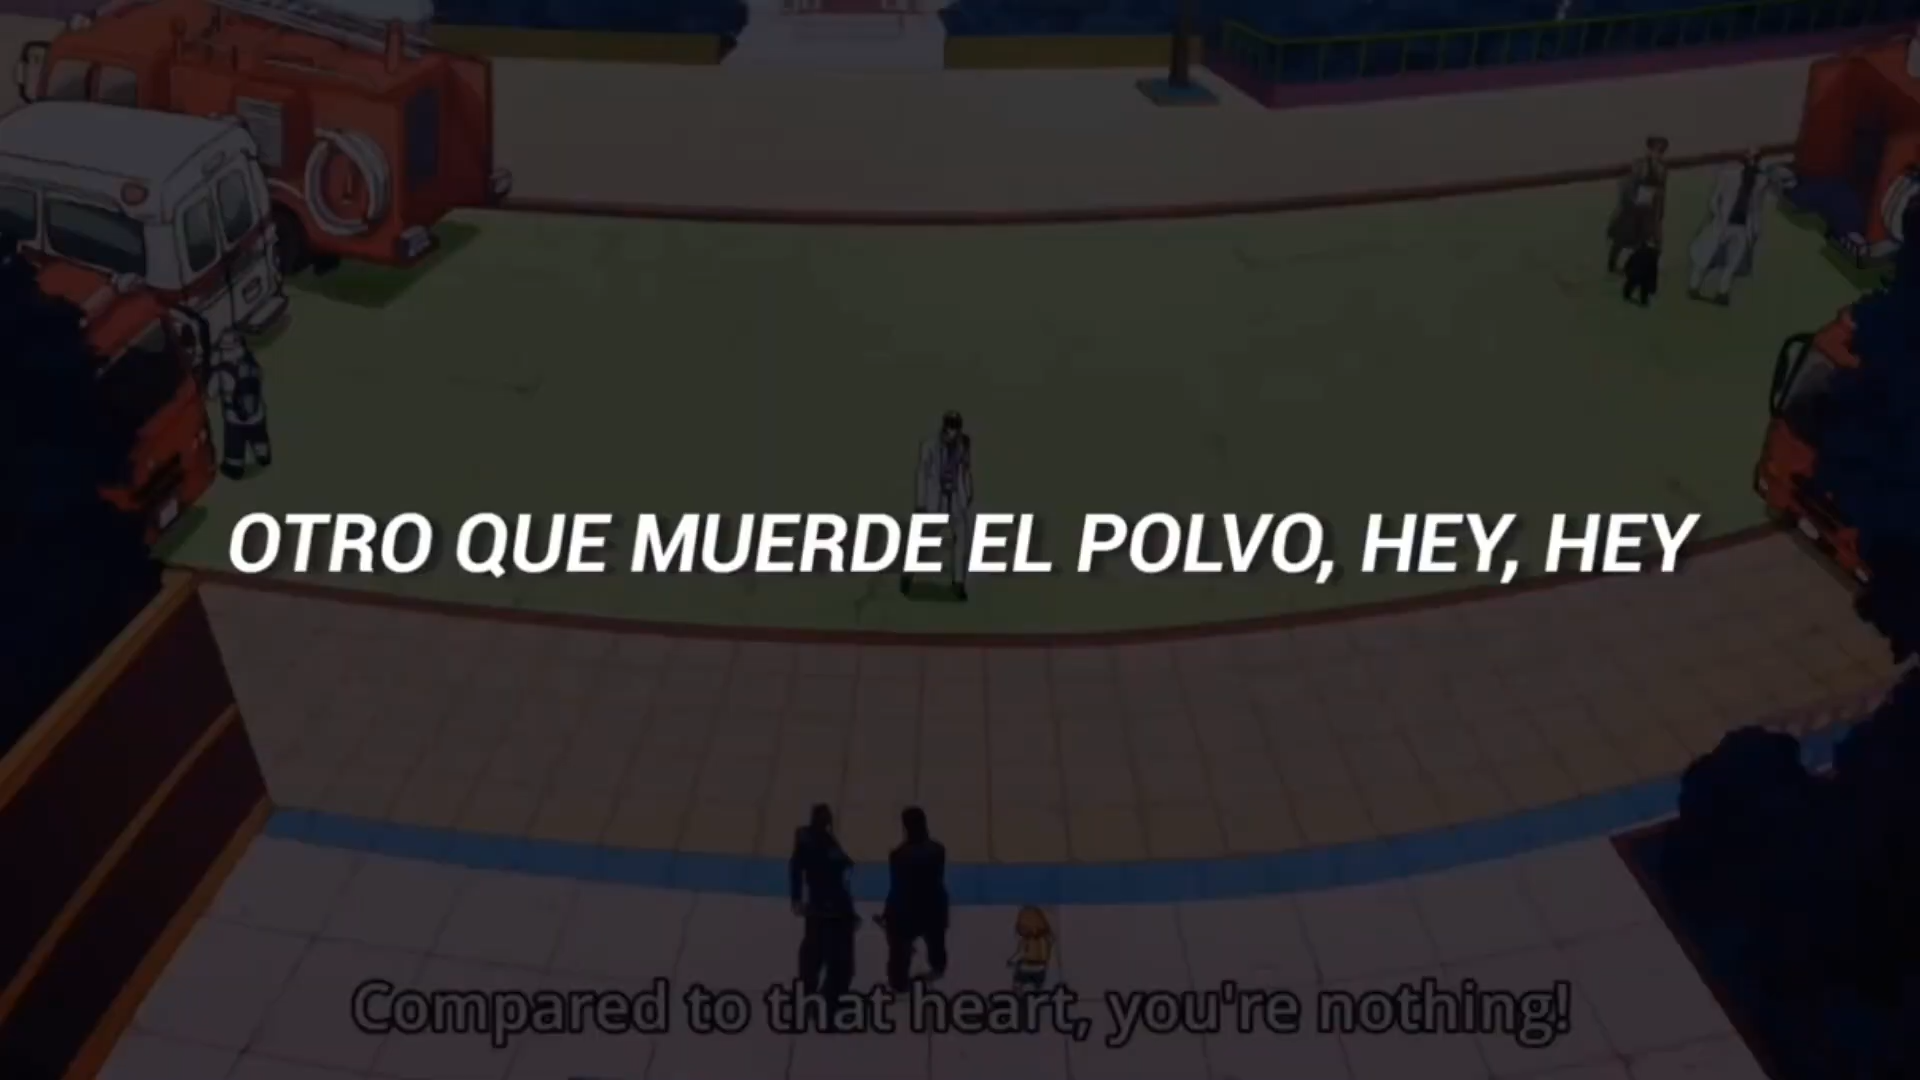 OTRO QUE MUERDE EL POLVO, HEY, HEY
Compared to that heart, you're nothing!